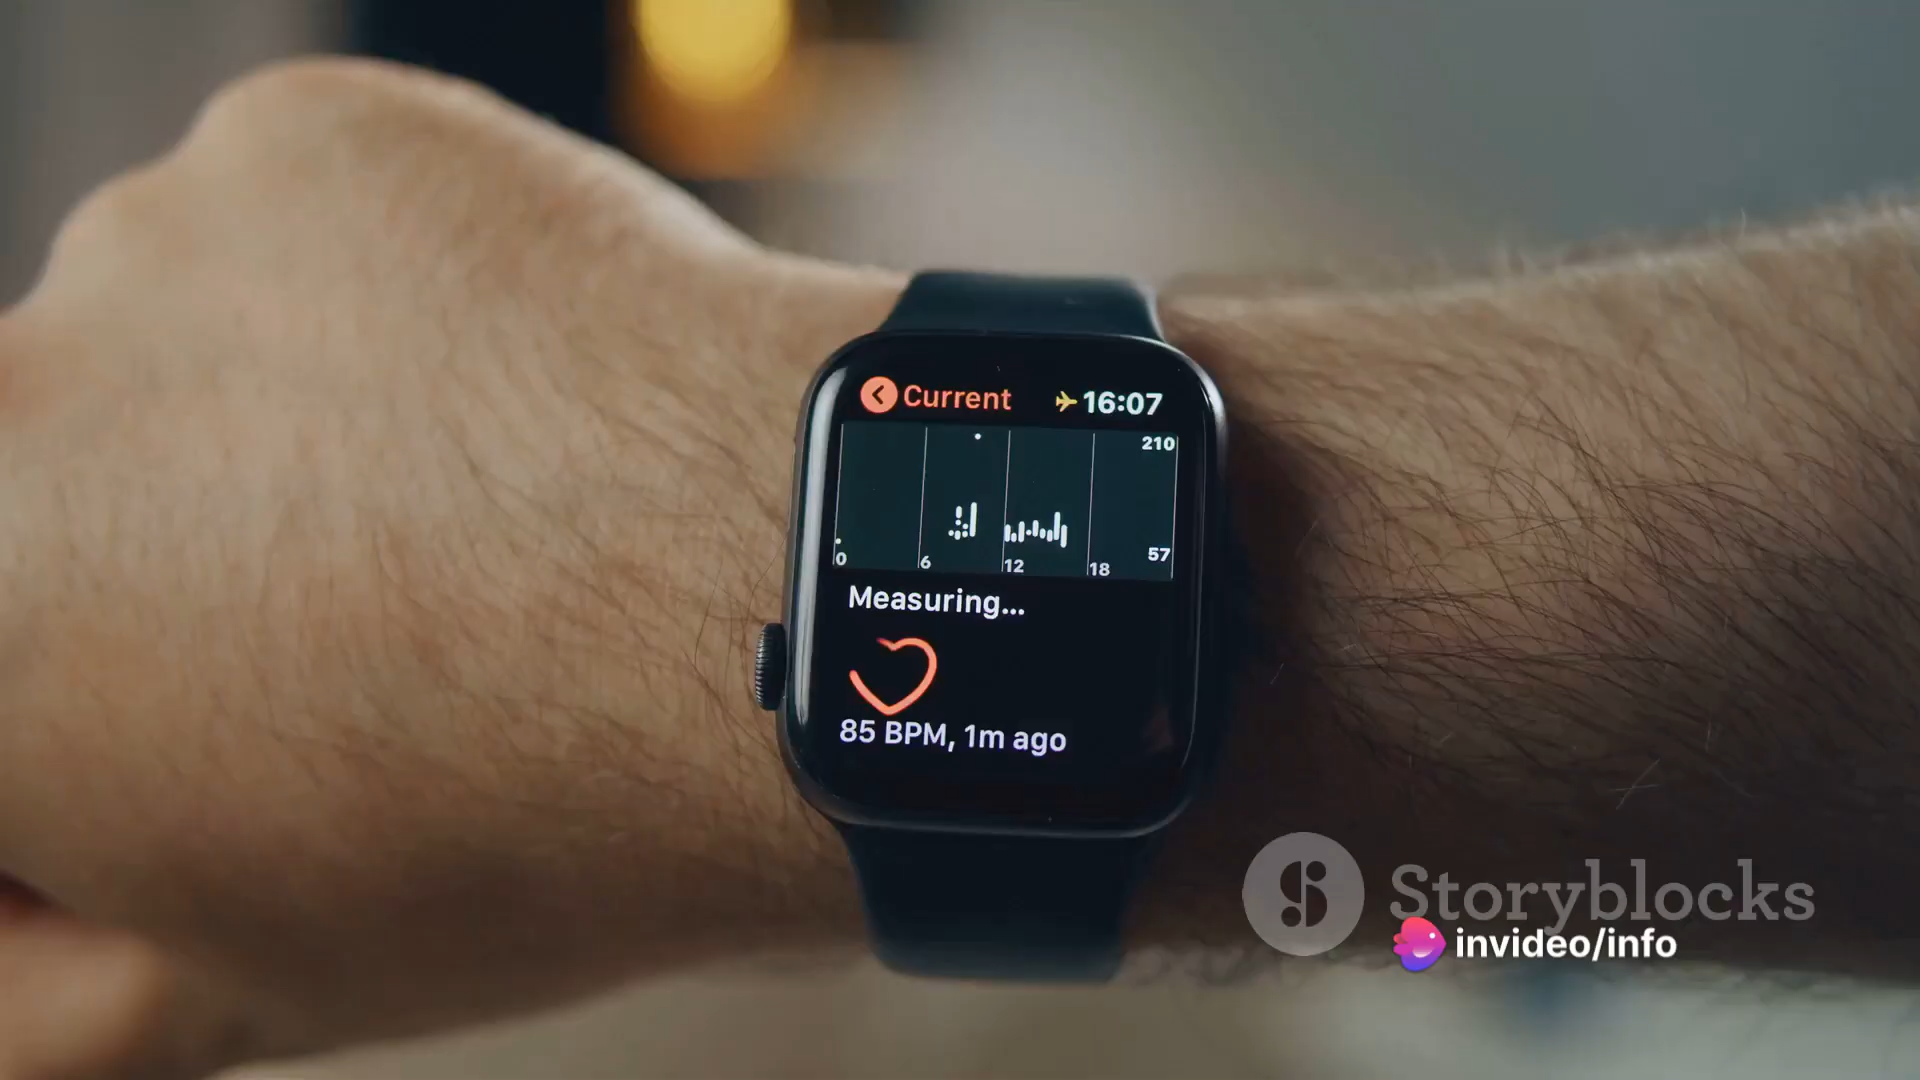 Current 16:07
210
57
0 6 12 18
Measuring...
85 BPM, 1m ago
Storyblocks
invideo/info